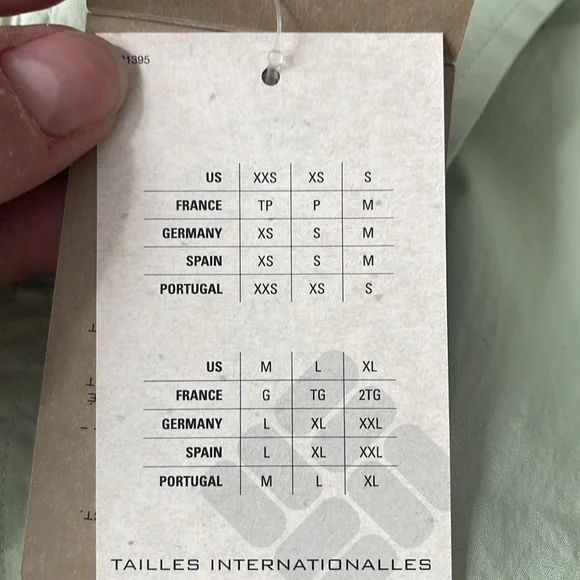 1395
US XXS XS S
FRANCE TP P M
GERMANY XS S M
SPAIN XS S M
PORTUGAL XXS XS S
US M L XL
FRANCE G TG 2TG
GERMANY L XL XXL
SPAIN L XL XXL
PORTUGAL M L XL
TAILLES INTERNATIONALLES